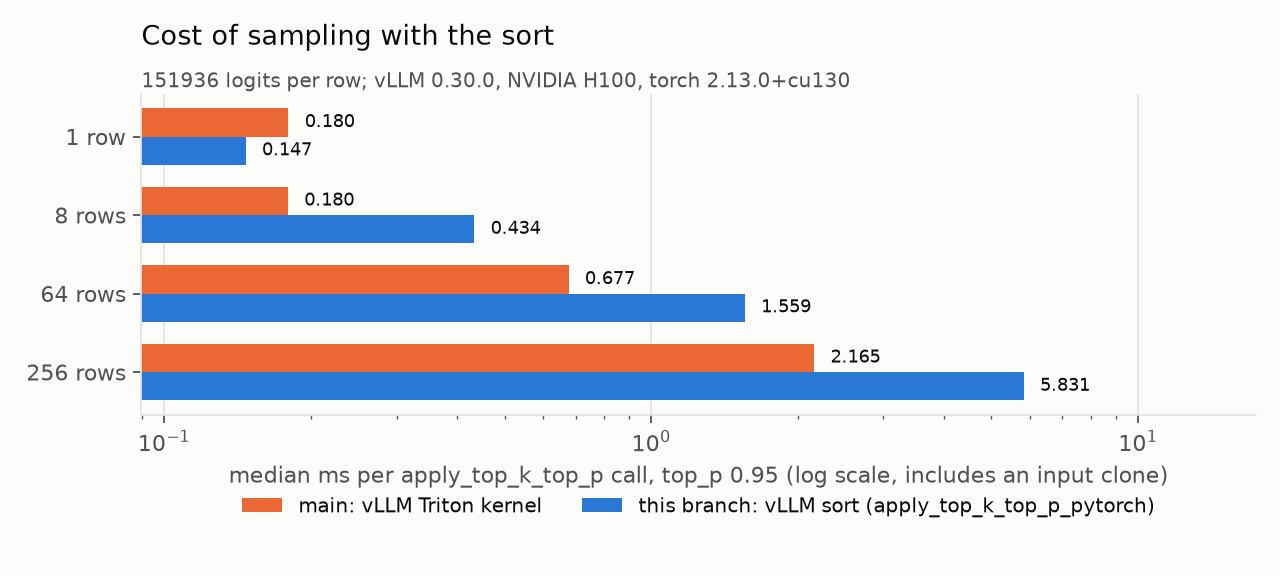 Cost of sampling with the sort
151936 logits per row; vLLM 0.30.0, NVIDIA H100, torch 2.13.0+cu130
1 row
0.180
0.147
8 rows
0.180
0.434
64 rows
0.677
1.559
256 rows
2.165
5.831
10⁻¹ 10⁰ 10¹
median ms per apply_top_k_top_p call, top_p 0.95 (log scale, includes an input clone)
main: vLLM Triton kernel this branch: vLLM sort (apply_top_k_top_p_pytorch)